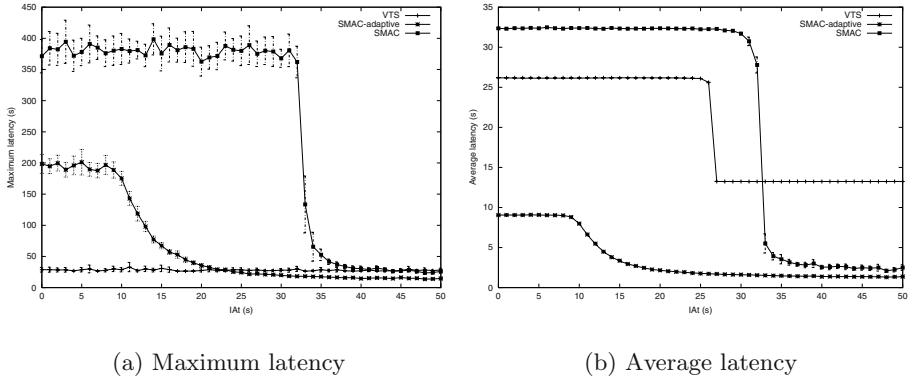 VTS
SMAC-adaptive
SMAC
450
400
350
300
250
200
150
100
50
0
Maximum latency (s)
0 5 10 15 20 25 30 35 40 45 50
IAt (s)
VTS
SMAC-adaptive
SMAC
35
30
25
20
15
10
5
0
Average latency (s)
0 5 10 15 20 25 30 35 40 45 50
IAt (s)
(a) Maximum latency
(b) Average latency